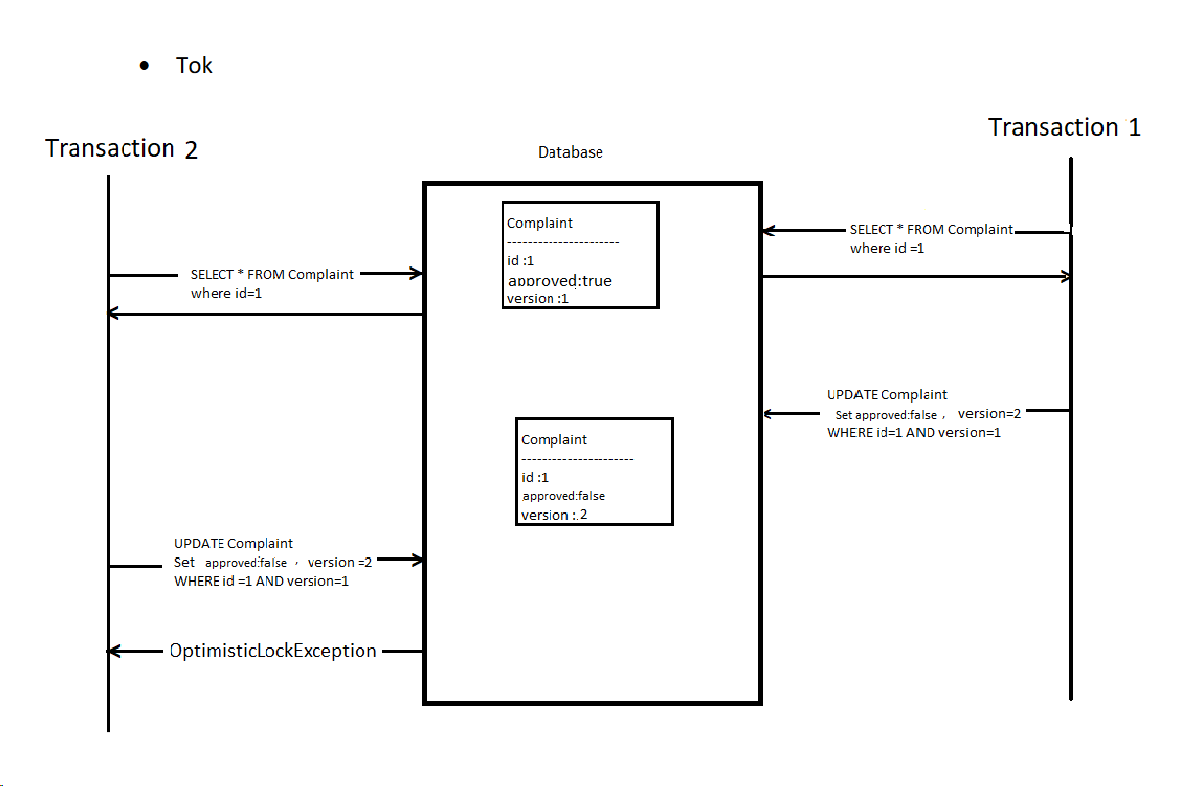 • Tok
Transaction 1
Transaction 2
Database
Complaint
----------------------
id :1
approved:true
version :1
SELECT * FROM Complaint
where id =1
SELECT * FROM Complaint
where id=1
UPDATE Complaint
Set approved:false , version=2
WHERE id=1 AND version=1
Complaint
----------------------
id :1
approved:false
version : 2
UPDATE Complaint
Set approved:false , version =2
WHERE id =1 AND version=1
OptimisticLockException